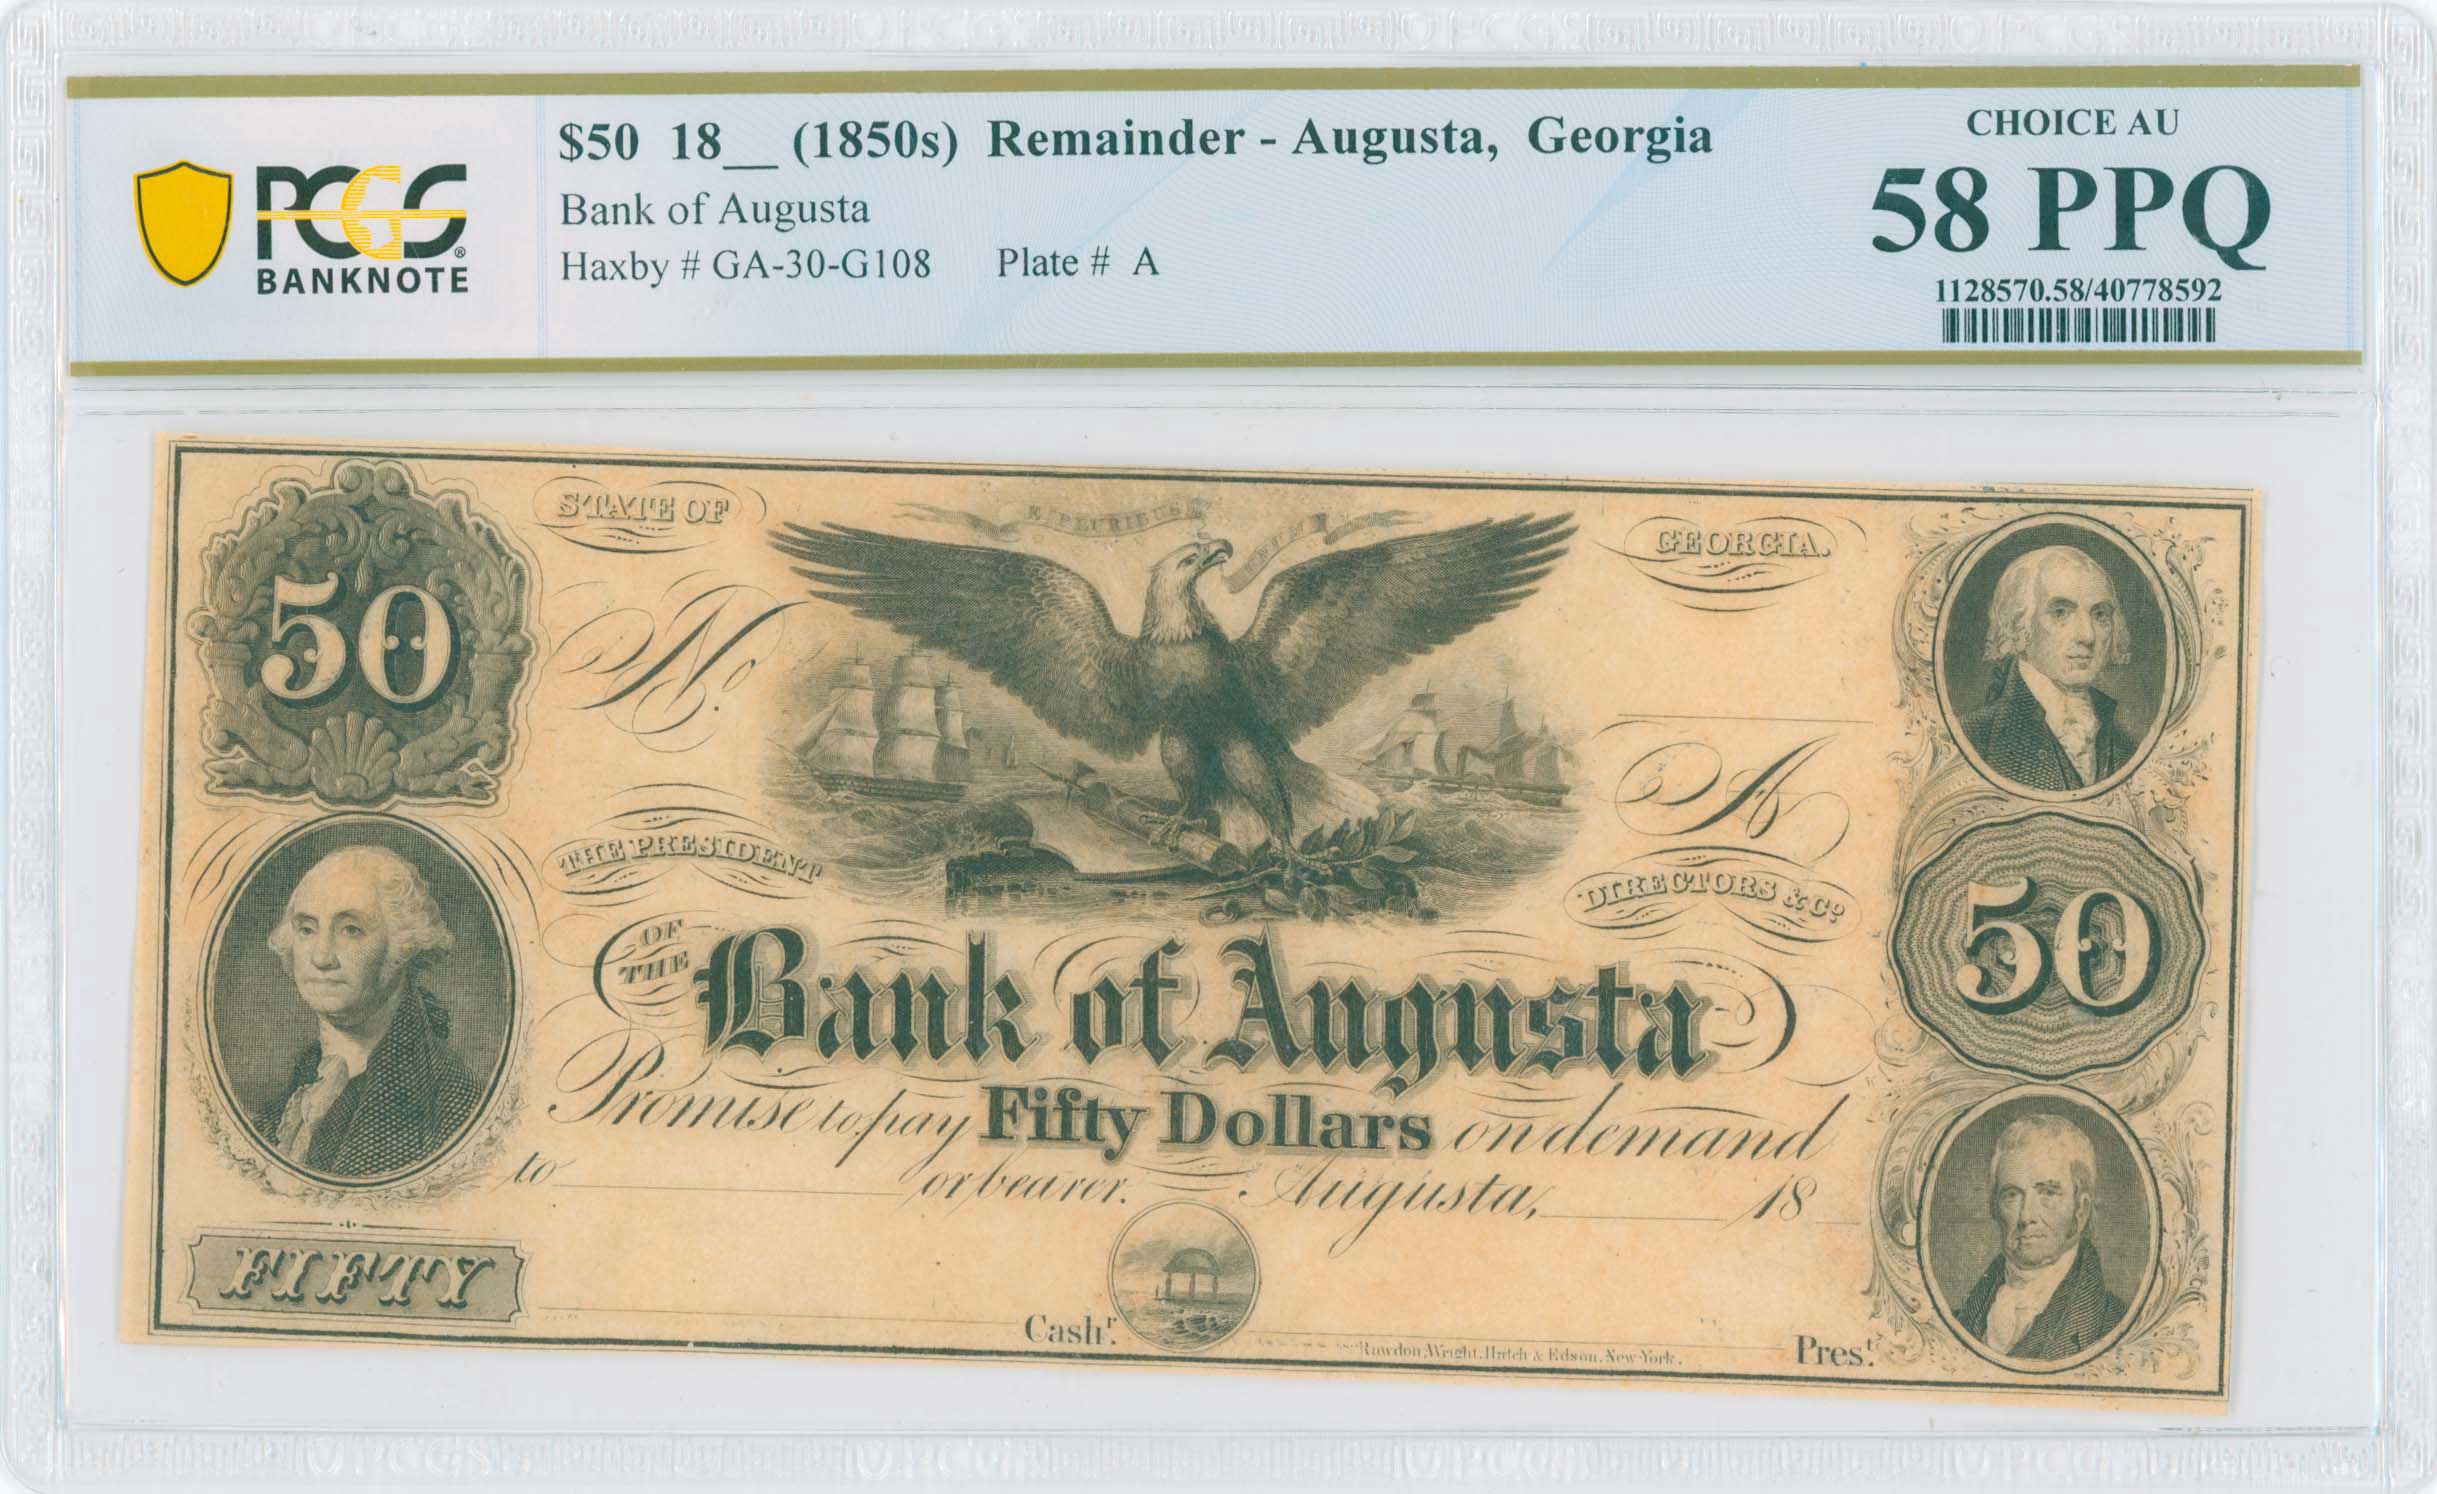 $50 18__ (1850s) Remainder - Augusta, Georgia
CHOICE AU
PCGS
BANKNOTE
Bank of Augusta
58 PPQ
Haxby # GA-30-G108 Plate # A
1128570.58/40778592
50
STATE OF
E PLURIBUS
GEORGIA.
No.
A
THE PRESIDENT
DIRECTORS & Co.
OF
THE
Bank of Augusta
50
Promise to pay Fifty Dollars on demand
to or bearer. Augusta, 18
FIFTY
Cashr.
Rawdon, Wright, Hatch & Edson, New-York.
Prest.